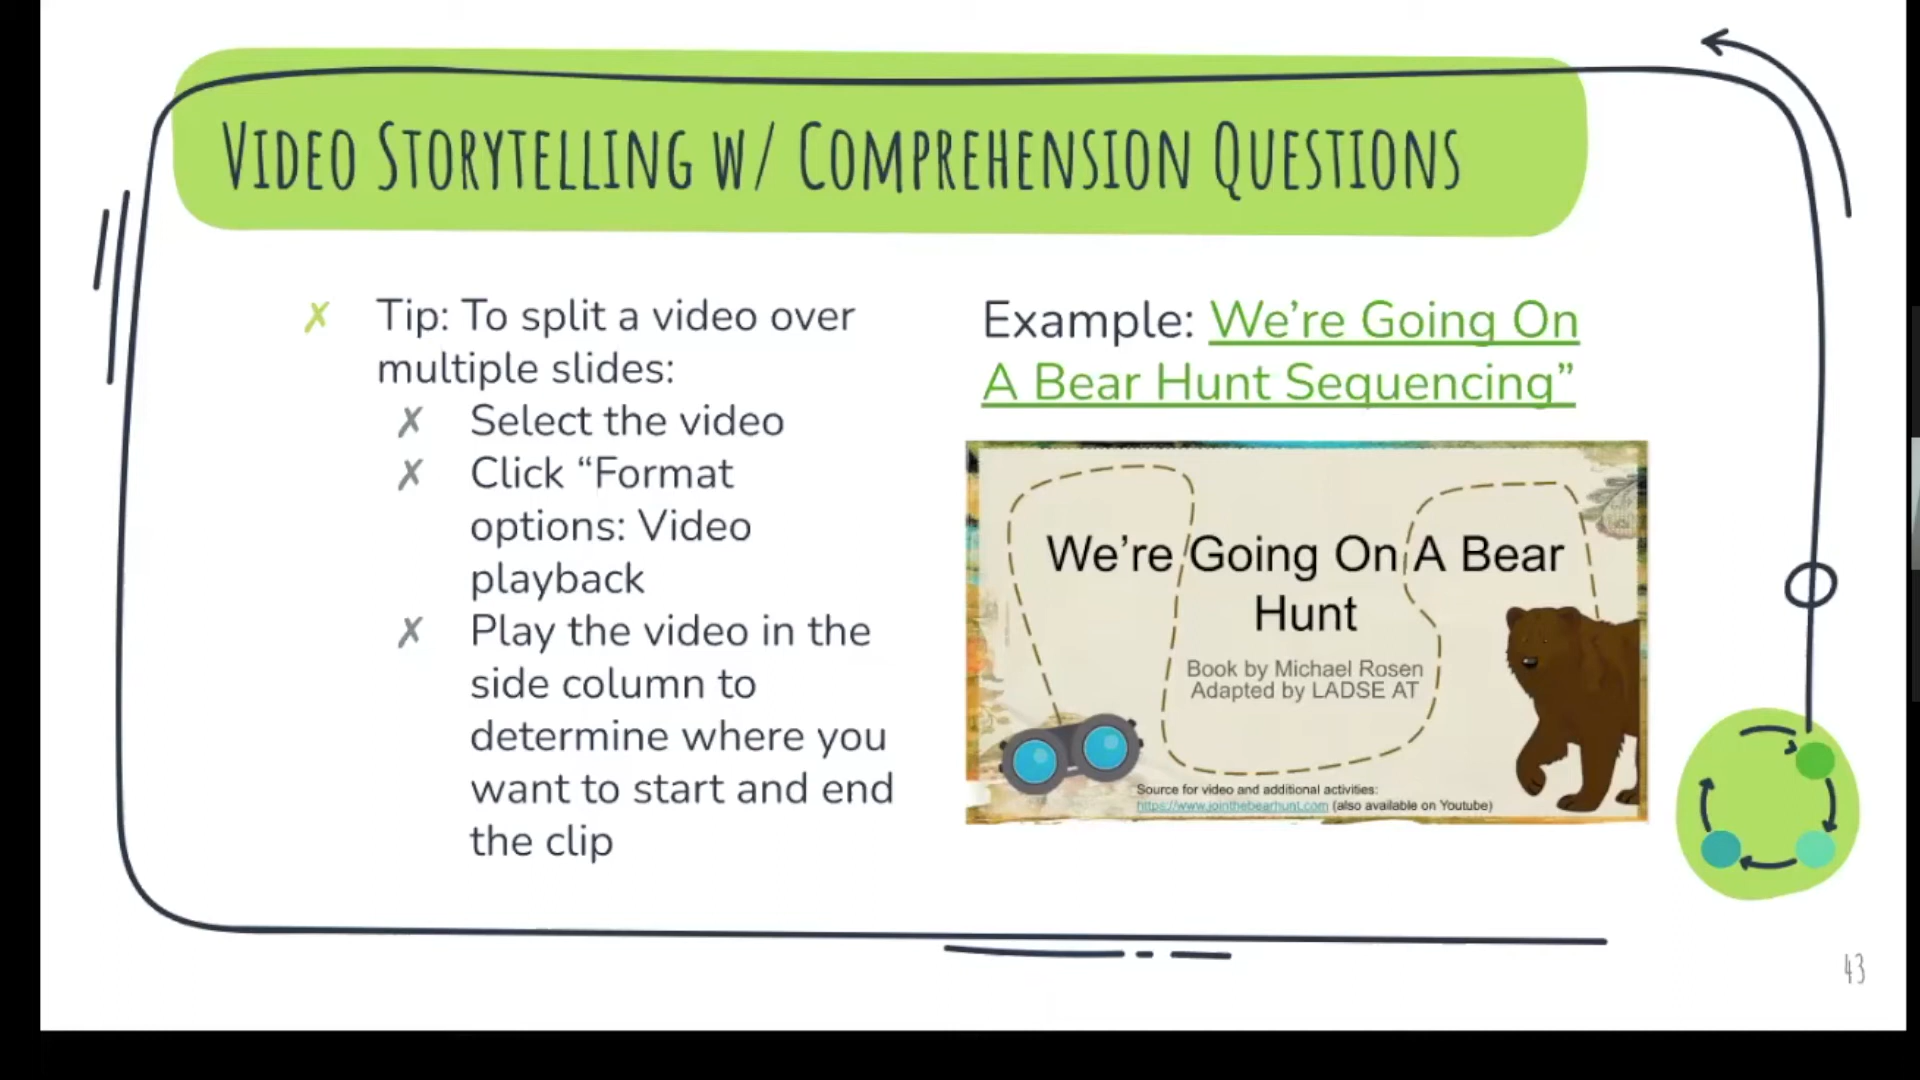 VIDEO STORYTELLING W/ COMPREHENSION QUESTIONS
✗ Tip: To split a video over
multiple slides:
✗ Select the video
✗ Click “Format
options: Video
playback
✗ Play the video in the
side column to
determine where you
want to start and end
the clip
Example: We’re Going On
A Bear Hunt Sequencing”
We’re Going On A Bear
Hunt
Book by Michael Rosen
Adapted by LADSE AT
Source for video and additional activities:
https://www.jointhebearhunt.com (also available on Youtube)
43